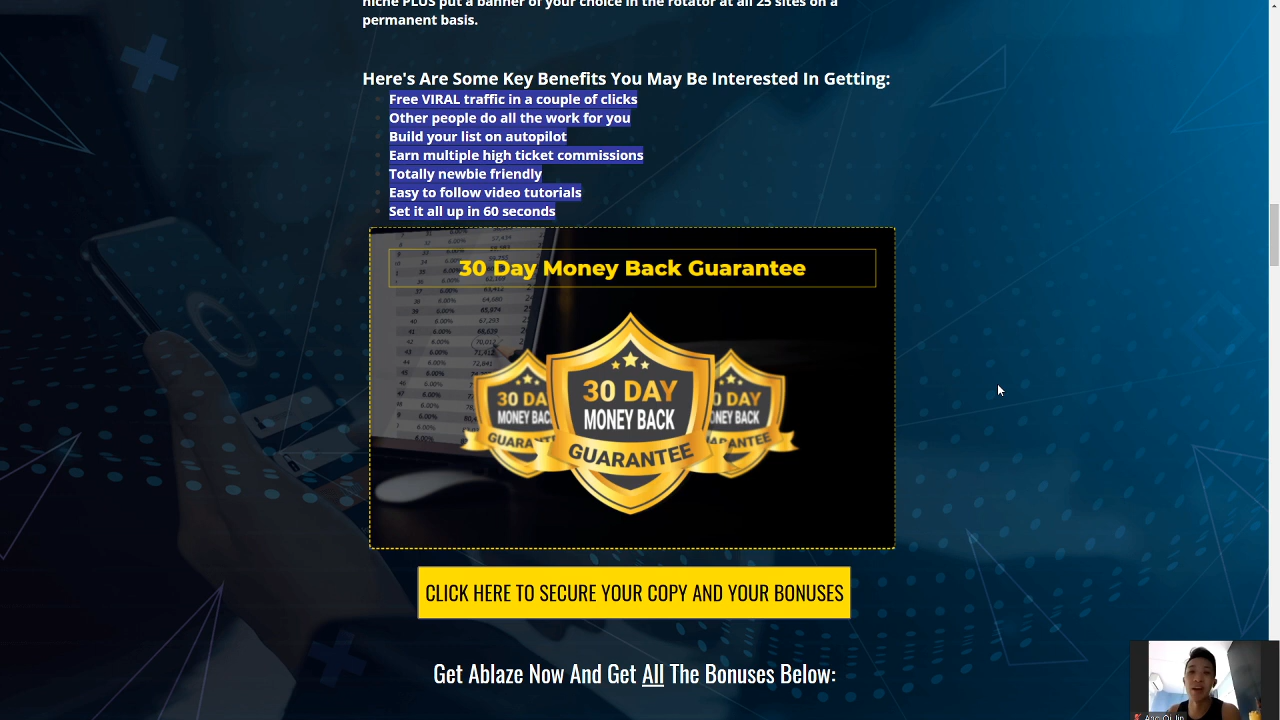 niche PLUS put a banner of your choice in the rotator at all 25 sites on a
permanent basis.
Here's Are Some Key Benefits You May Be Interested In Getting:
Free VIRAL traffic in a couple of clicks
Other people do all the work for you
Build your list on autopilot
Earn multiple high ticket commissions
Totally newbie friendly
Easy to follow video tutorials
Set it all up in 60 seconds
30 Day Money Back Guarantee
30 DAY
MONEY BACK
GUARANTEE
CLICK HERE TO SECURE YOUR COPY AND YOUR BONUSES
Get Ablaze Now And Get All The Bonuses Below: